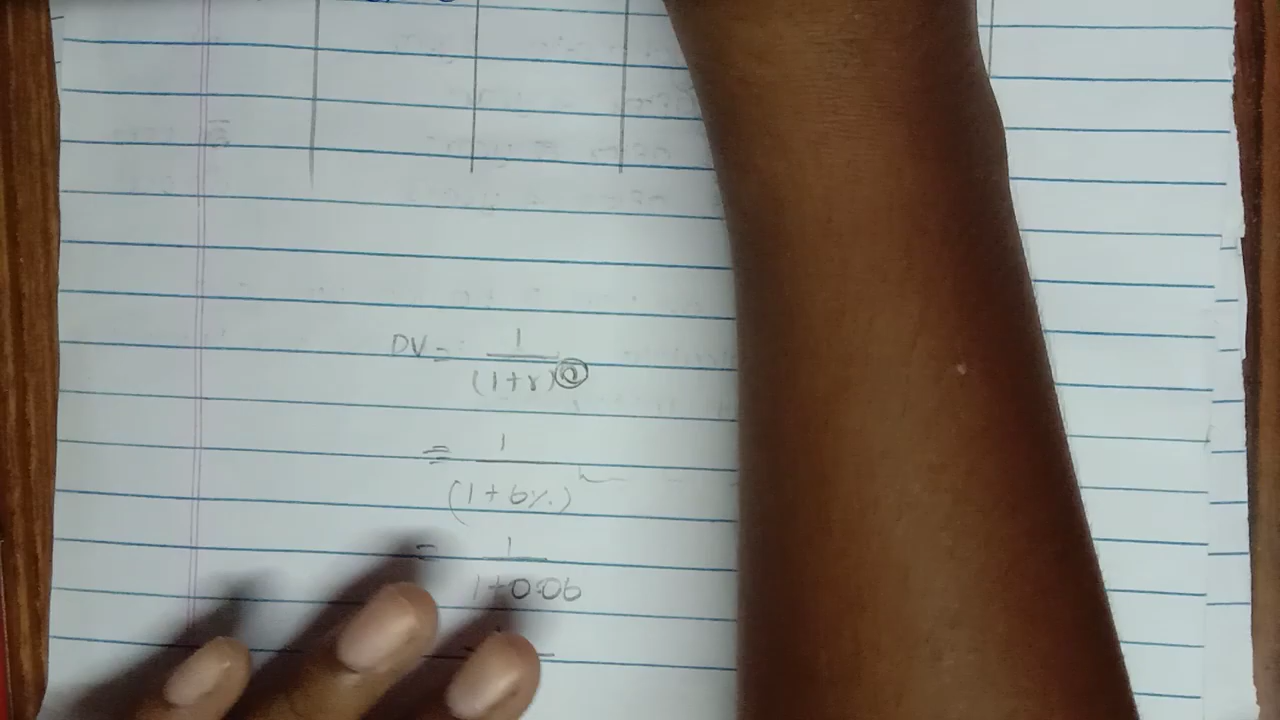 DV = 1
(1+r)
= 1
(1 + 6%)
= 1
1+0.06